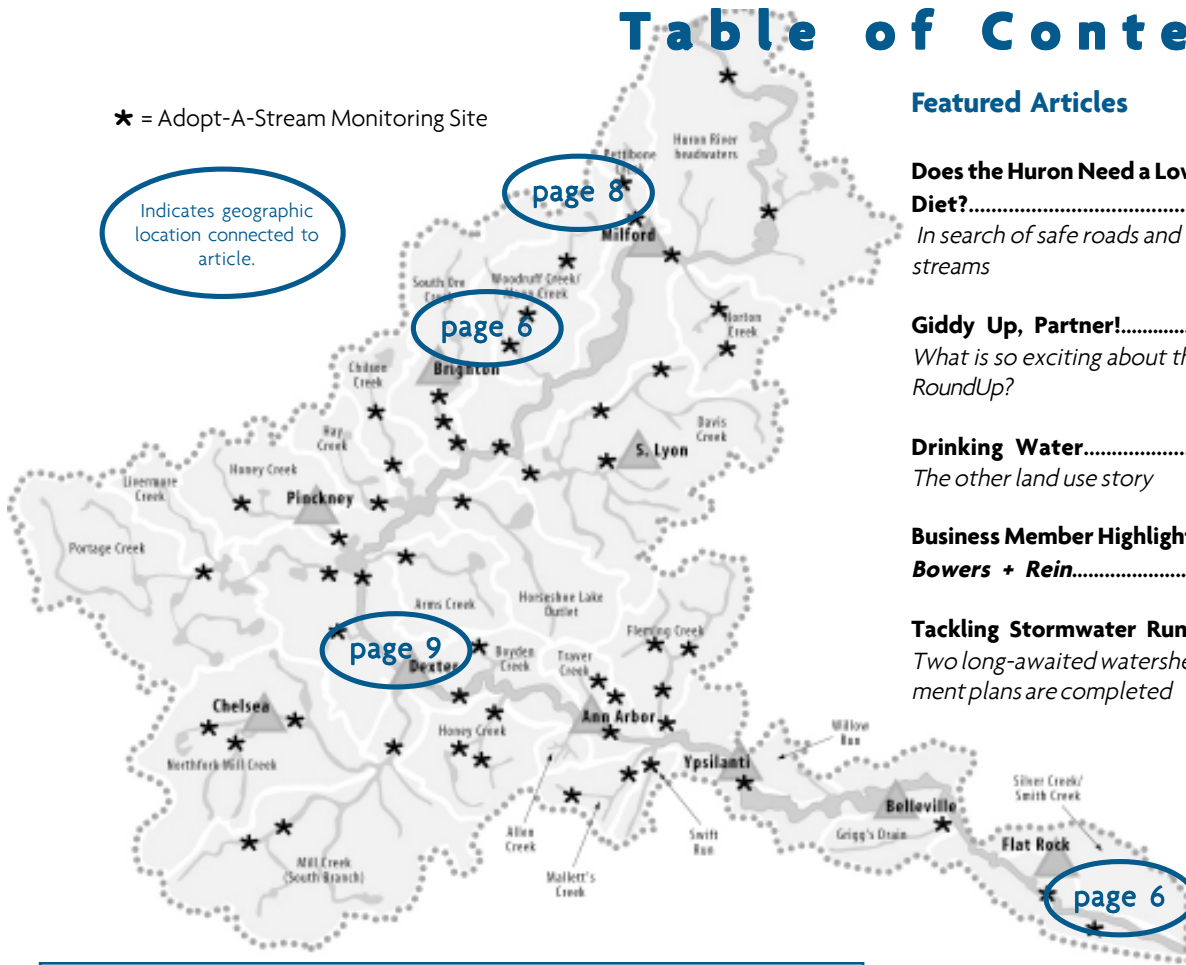 Table of Conte
★ = Adopt-A-Stream Monitoring Site
Indicates geographic
location connected to
article.
Huron River
headwaters
Pettibone
Creek
page 8
Milford
South Ore
Woodruff Creek/
Creek
page 6
Brighton
Norton
Creek
Chilson
Creek
Hay
Creek
Davis
Creek
S. Lyon
Honey Creek
Livermore
Creek
Pinckney
Portage Creek
Arms Creek
Horseshoe Lake
Outlet
page 9
Dexter
Boyden
Creek
Traver
Creek
Fleming Creek
Chelsea
Ann Arbor
Honey Creek
Northfork Mill Creek
Ypsilanti
Willow
Run
Belleville
Silver Creek/
Smith Creek
Grigg's Drain
Flat Rock
Allen
Creek
Swift
Run
Mill Creek
(South Branch)
Mallett's
Creek
page 6
Featured Articles
Does the Huron Need a Lov
Diet?
In search of safe roads and
streams
Giddy Up, Partner!
What is so exciting about th
RoundUp?
Drinking Water
The other land use story
Business Member Highlight
Bowers + Rein
Tackling Stormwater Run
Two long-awaited watershe
ment plans are completed